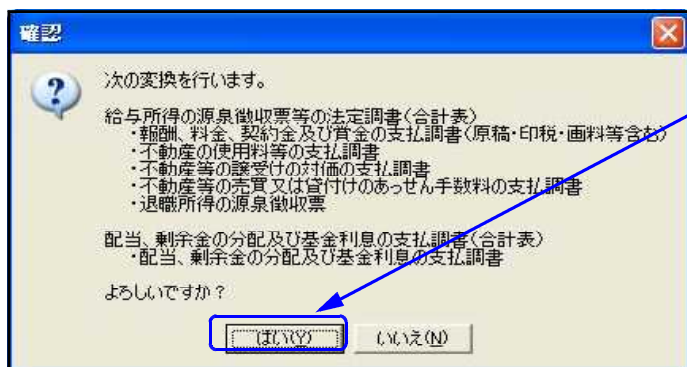 確認
次の変換を行います。
給与所得の源泉徴収票等の法定調書(合計表)
・報酬、料金、契約金及び賞金の支払調書(原稿・印税・画料等含む)
・不動産の使用料等の支払調書
・不動産等の譲受けの対価の支払調書
・不動産等の売買又は貸付けのあっせん手数料の支払調書
・退職所得の源泉徴収票
配当、剰余金の分配及び基金利息の支払調書(合計表)
・配当、剰余金の分配及び基金利息の支払調書
よろしいですか？
はい(Y) いいえ(N)